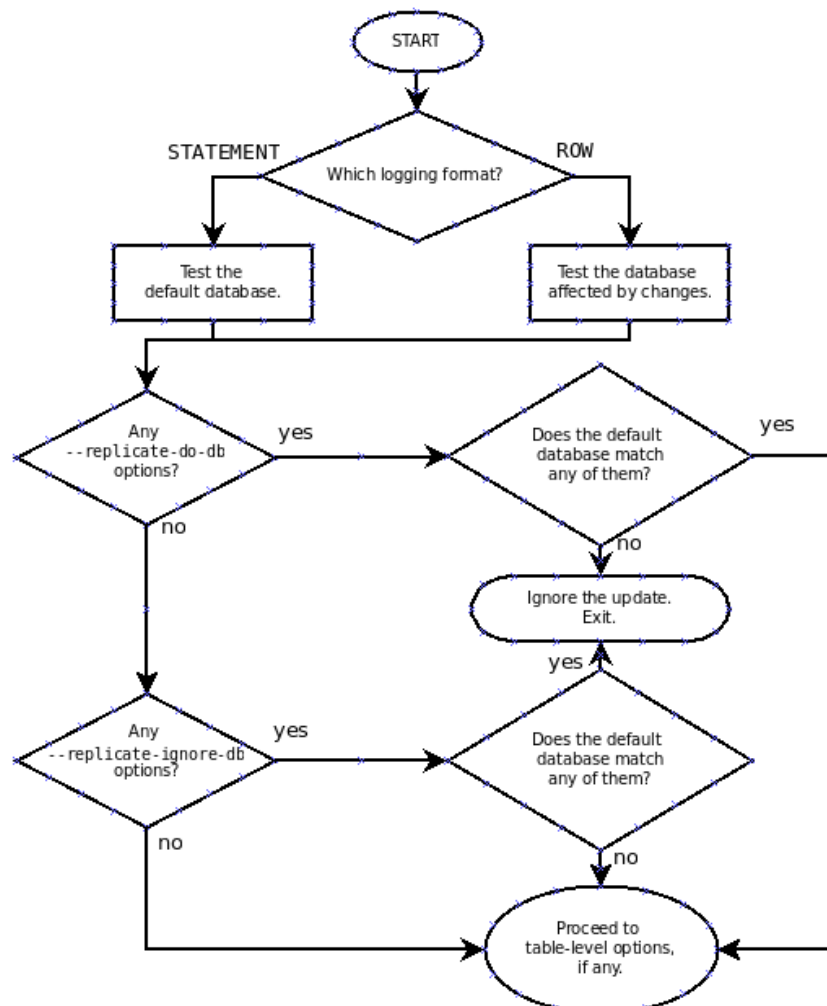 START
Which logging format?
STATEMENT
ROW
Test the
default database.
Test the database
affected by changes.
Any
--replicate-do-db
options?
yes
no
Does the default
database match
any of them?
yes
no
Ignore the update.
Exit.
Any
--replicate-ignore-db
options?
yes
no
Does the default
database match
any of them?
yes
no
Proceed to
table-level options,
if any.